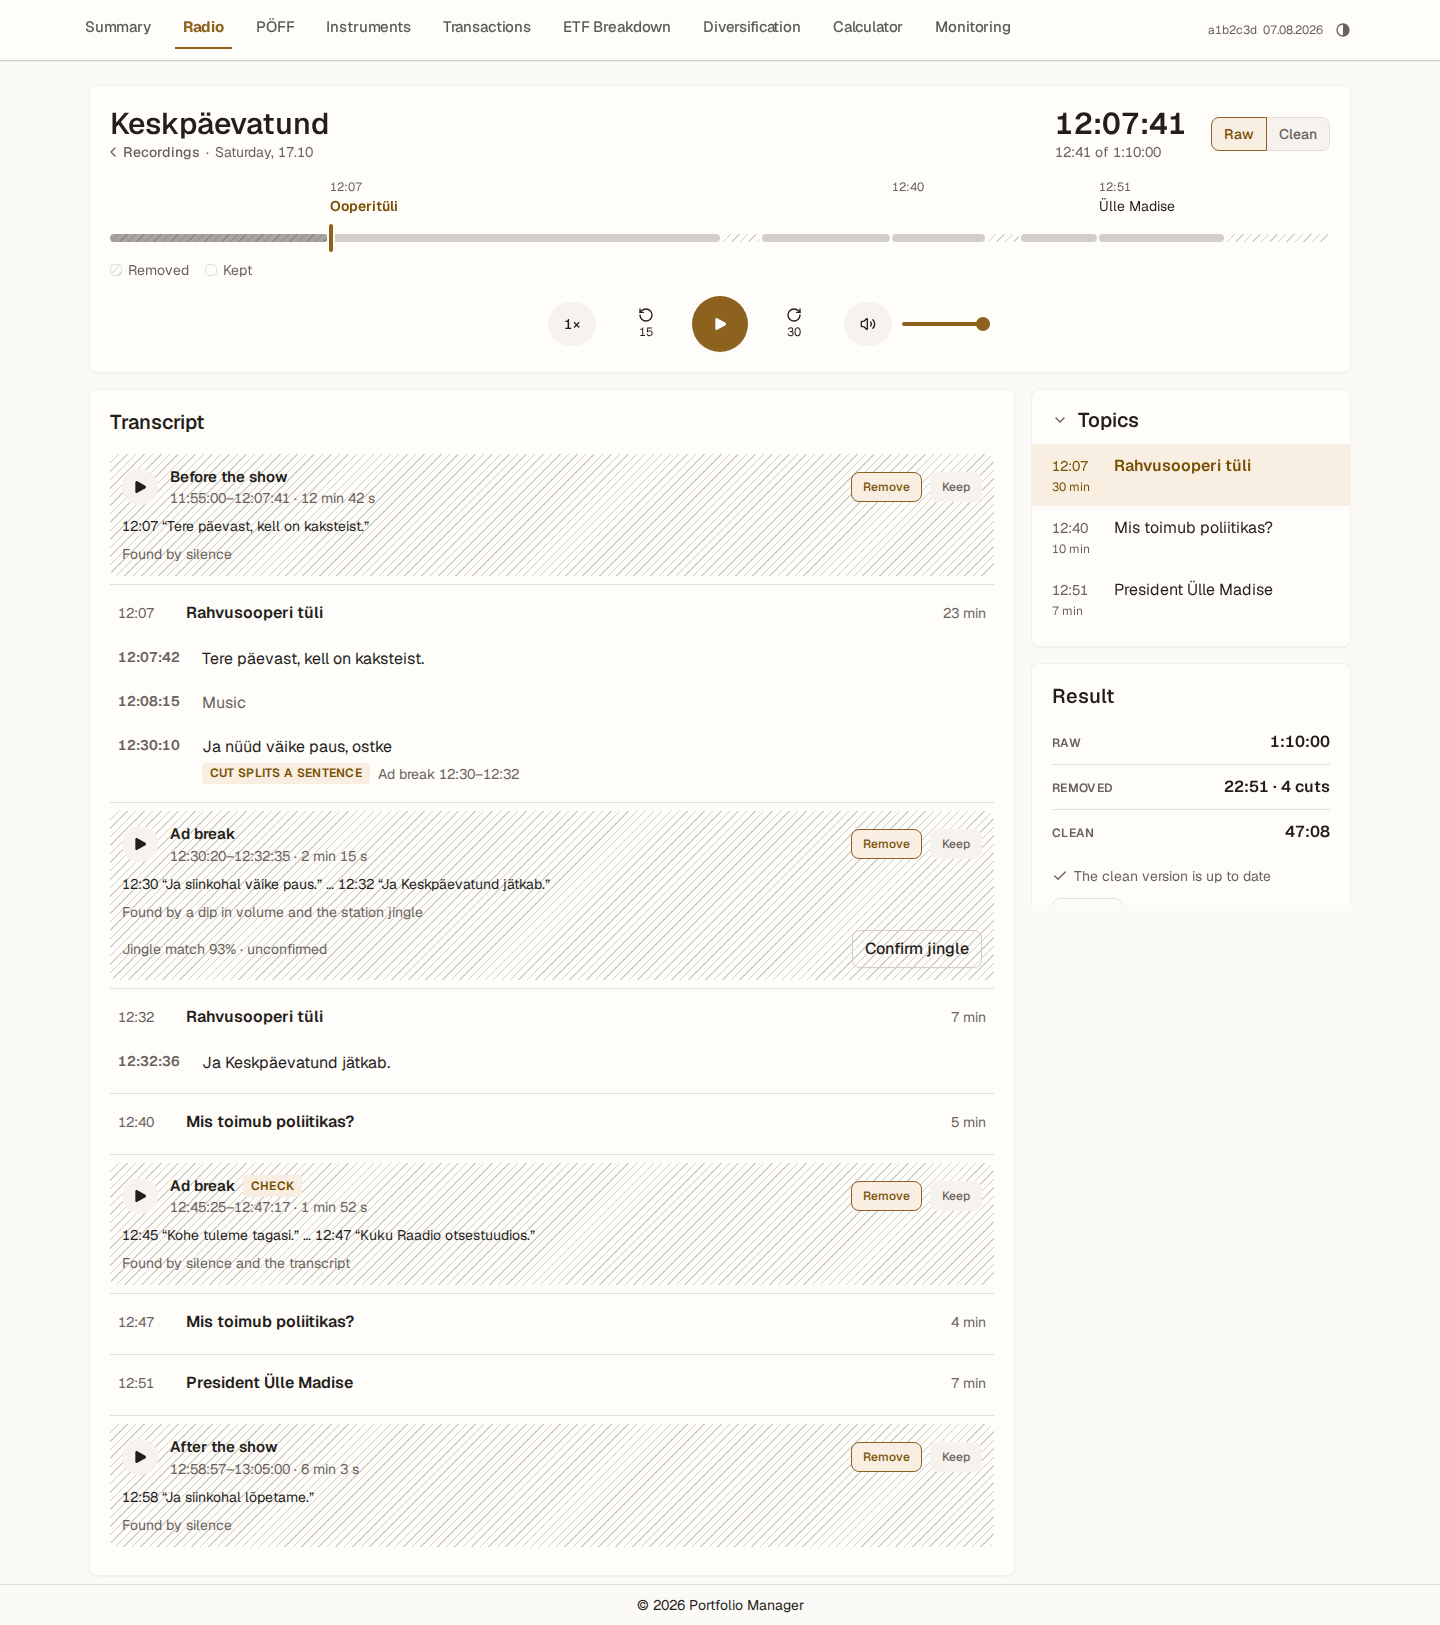 Summary Radio PÖFF Instruments Transactions ETF Breakdown Diversification Calculator Monitoring a1b2c3d 07.08.2026
Keskpäevatund
Recordings · Saturday, 17.10
12:07:41
12:41 of 1:10:00
Raw Clean
12:07 12:40 12:51
Ooperitüli Ülle Madise
Removed Kept
1× 15 30
Transcript
Before the show
11:55:00–12:07:41 · 12 min 42 s
Remove Keep
12:07 “Tere päevast, kell on kaksteist.”
Found by silence
12:07 Rahvusooperi tüli 23 min
12:07:42 Tere päevast, kell on kaksteist.
12:08:15 Music
12:30:10 Ja nüüd väike paus, ostke
CUT SPLITS A SENTENCE Ad break 12:30–12:32
Ad break
12:30:20–12:32:35 · 2 min 15 s
Remove Keep
12:30 “Ja siinkohal väike paus.” … 12:32 “Ja Keskpäevatund jätkab.”
Found by a dip in volume and the station jingle
Jingle match 93% · unconfirmed Confirm jingle
12:32 Rahvusooperi tüli 7 min
12:32:36 Ja Keskpäevatund jätkab.
12:40 Mis toimub poliitikas? 5 min
Ad break CHECK
12:45:25–12:47:17 · 1 min 52 s
Remove Keep
12:45 “Kohe tuleme tagasi.” … 12:47 “Kuku Raadio otsestuudios.”
Found by silence and the transcript
12:47 Mis toimub poliitikas? 4 min
12:51 President Ülle Madise 7 min
After the show
12:58:57–13:05:00 · 6 min 3 s
Remove Keep
12:58 “Ja siinkohal lõpetame.”
Found by silence
Topics
12:07 Rahvusooperi tüli
30 min
12:40 Mis toimub poliitikas?
10 min
12:51 President Ülle Madise
7 min
Result
RAW 1:10:00
REMOVED 22:51 · 4 cuts
CLEAN 47:08
The clean version is up to date
© 2026 Portfolio Manager